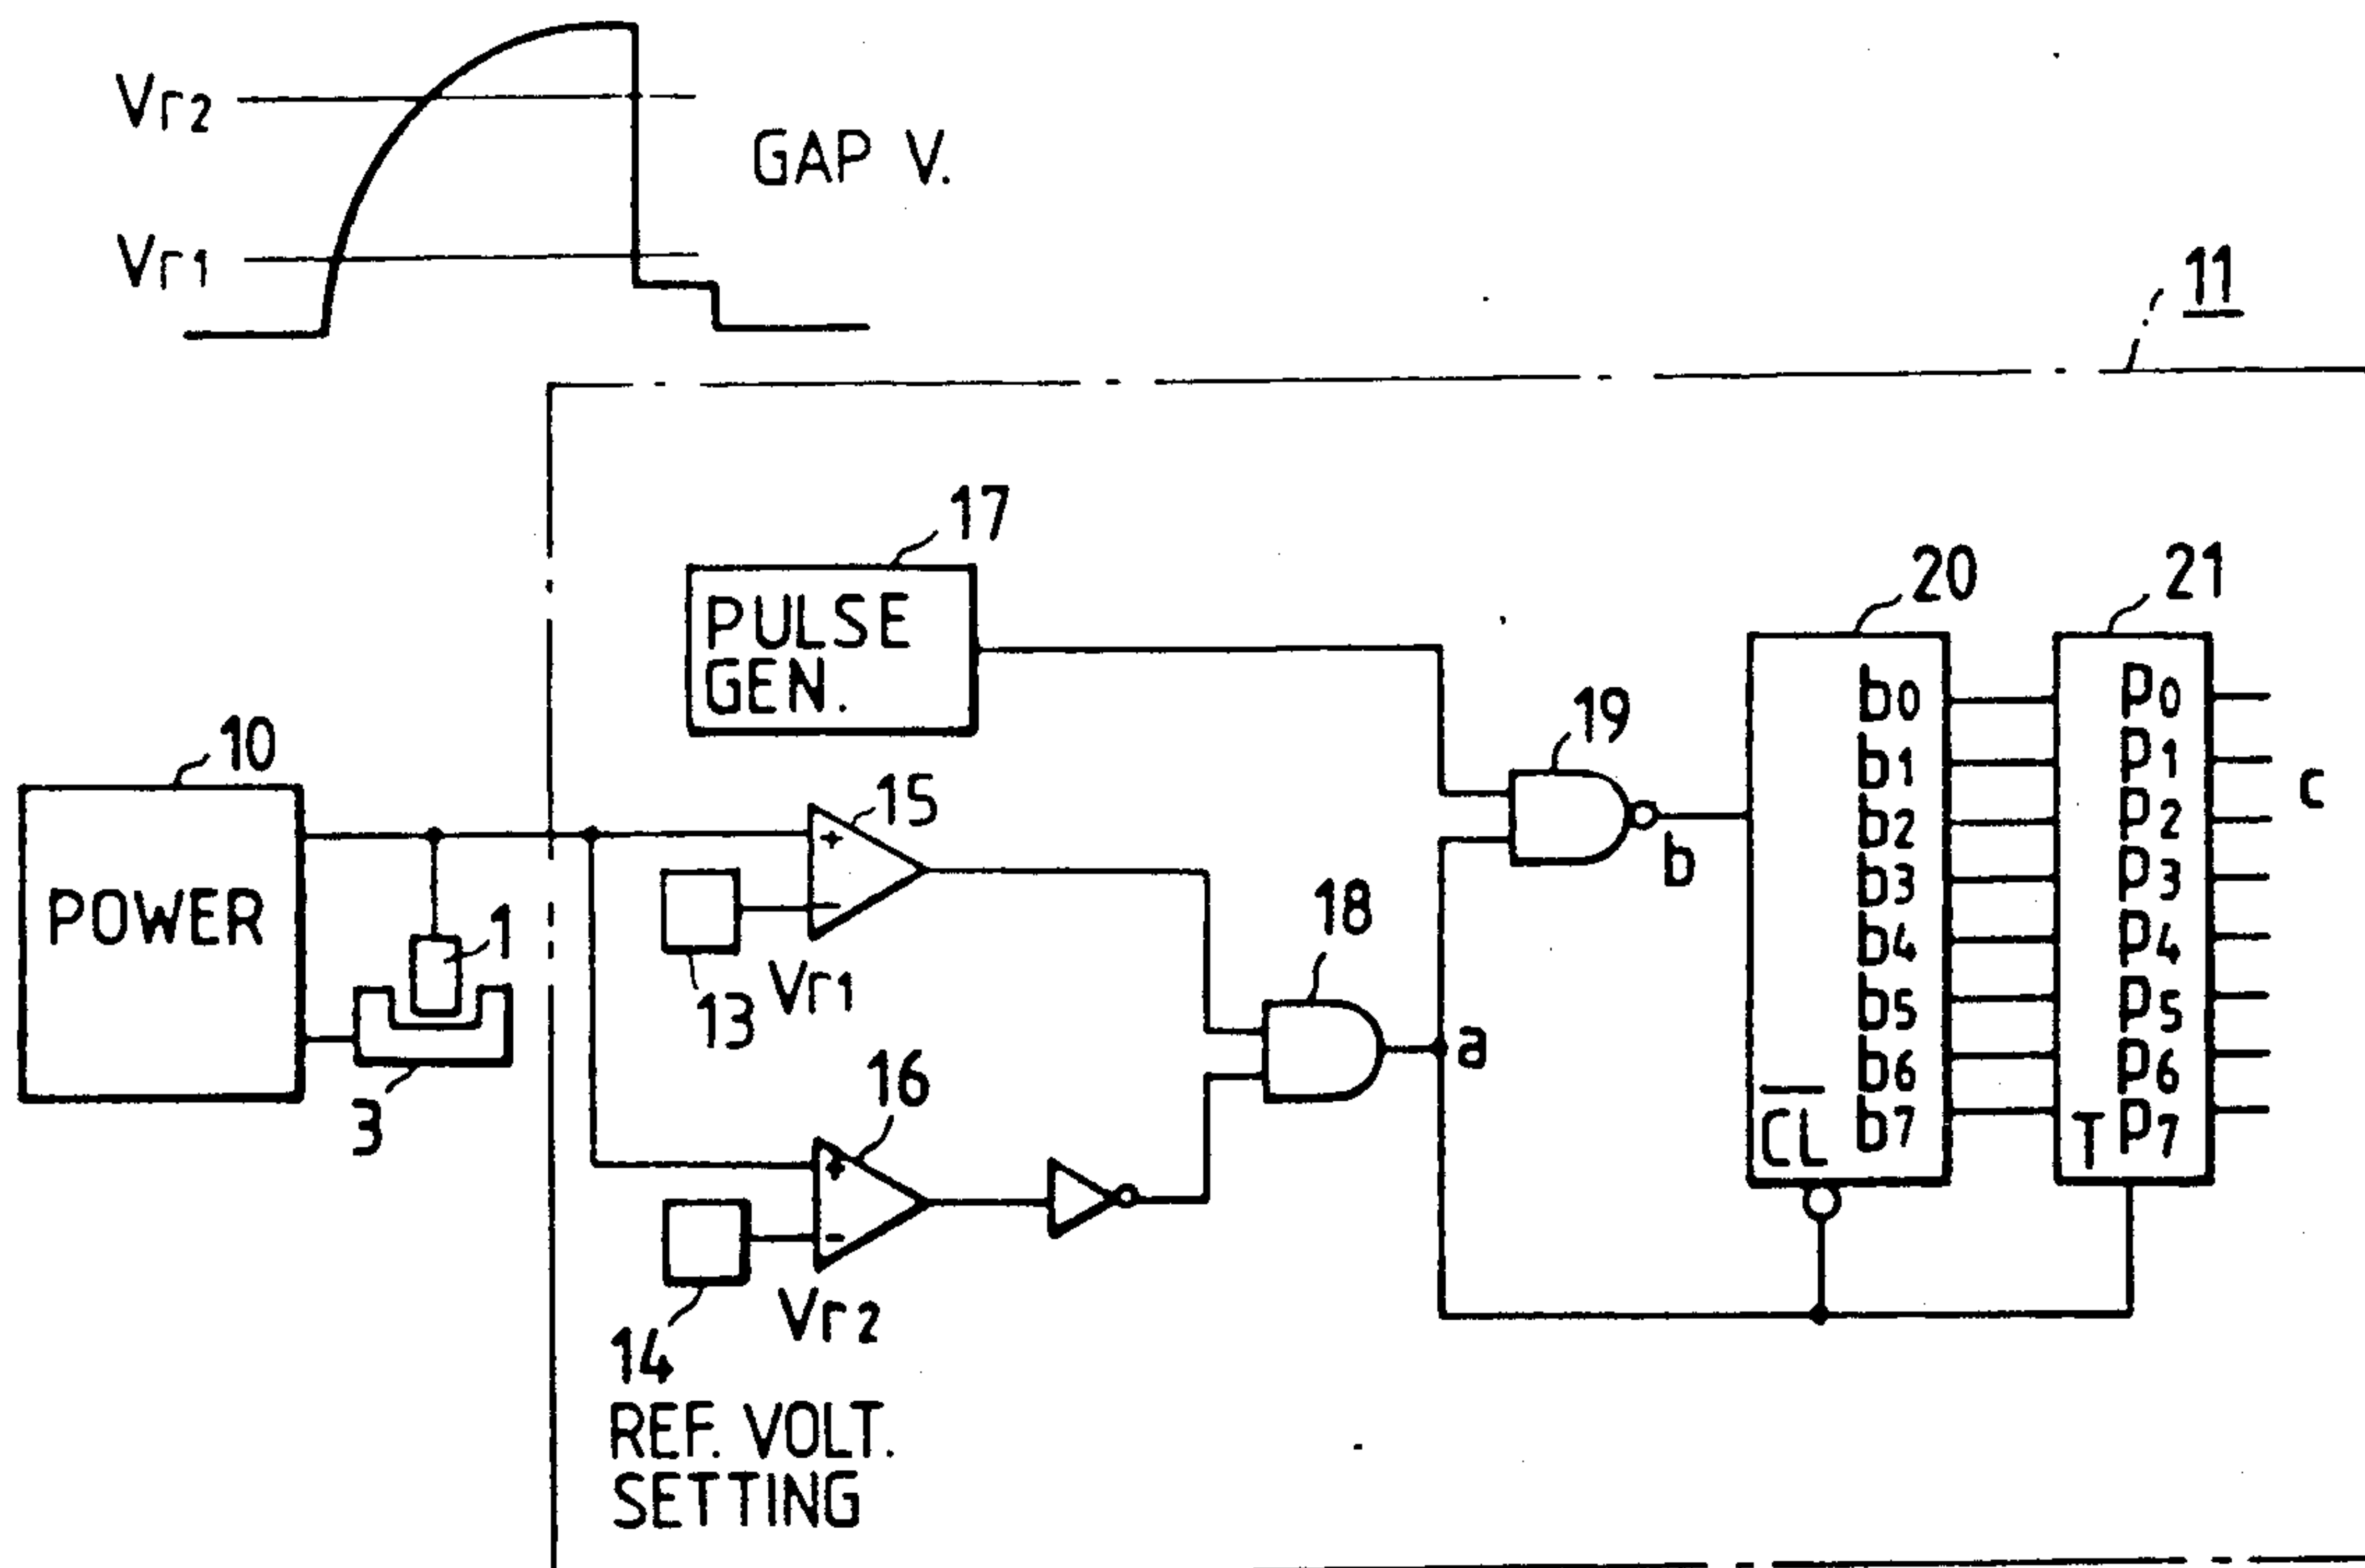 Vr2
GAP V.
Vr1
11
17
PULSE
GEN.
20
21
19
10
15
POWER
+
-
1
13
Vr1
3
18
16
+
-
14
Vr2
REF. VOLT.
SETTING
a
b
b0
b1
b2
b3
b4
b5
b6
b7
CL
P0
P1
P2
P3
P4
P5
P6
P7
T
c